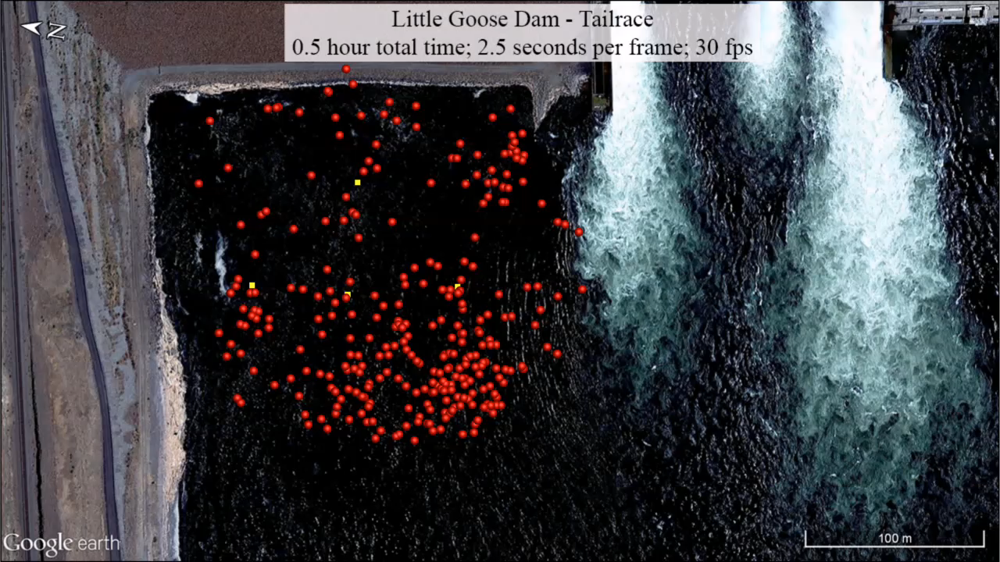 Little Goose Dam - Tailrace
0.5 hour total time; 2.5 seconds per frame; 30 fps
N
Google earth
100 m